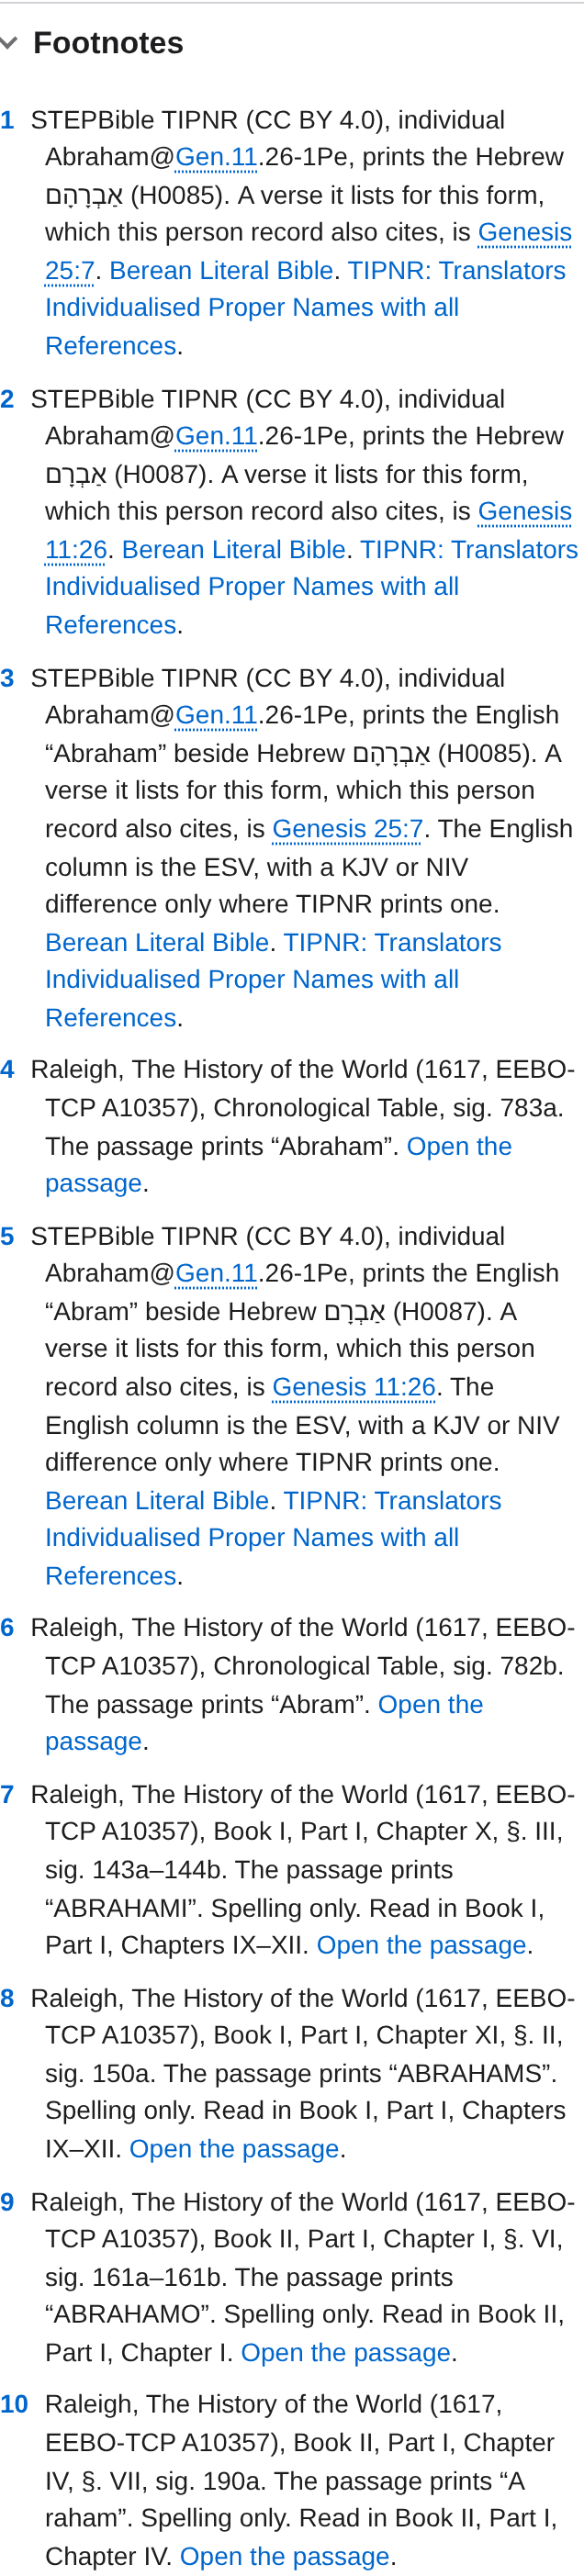 Footnotes
1 STEPBible TIPNR (CC BY 4.0), individual
Abraham@Gen.11.26-1Pe, prints the Hebrew
אַבְרָהָם (H0085). A verse it lists for this form,
which this person record also cites, is Genesis
25:7. Berean Literal Bible. TIPNR: Translators
Individualised Proper Names with all
References.
2 STEPBible TIPNR (CC BY 4.0), individual
Abraham@Gen.11.26-1Pe, prints the Hebrew
אַבְרָם (H0087). A verse it lists for this form,
which this person record also cites, is Genesis
11:26. Berean Literal Bible. TIPNR: Translators
Individualised Proper Names with all
References.
3 STEPBible TIPNR (CC BY 4.0), individual
Abraham@Gen.11.26-1Pe, prints the English
“Abraham” beside Hebrew אַבְרָהָם (H0085). A
verse it lists for this form, which this person
record also cites, is Genesis 25:7. The English
column is the ESV, with a KJV or NIV
difference only where TIPNR prints one.
Berean Literal Bible. TIPNR: Translators
Individualised Proper Names with all
References.
4 Raleigh, The History of the World (1617, EEBO-
TCP A10357), Chronological Table, sig. 783a.
The passage prints “Abraham”. Open the
passage.
5 STEPBible TIPNR (CC BY 4.0), individual
Abraham@Gen.11.26-1Pe, prints the English
“Abram” beside Hebrew אַבְרָם (H0087). A
verse it lists for this form, which this person
record also cites, is Genesis 11:26. The
English column is the ESV, with a KJV or NIV
difference only where TIPNR prints one.
Berean Literal Bible. TIPNR: Translators
Individualised Proper Names with all
References.
6 Raleigh, The History of the World (1617, EEBO-
TCP A10357), Chronological Table, sig. 782b.
The passage prints “Abram”. Open the
passage.
7 Raleigh, The History of the World (1617, EEBO-
TCP A10357), Book I, Part I, Chapter X, §. III,
sig. 143a–144b. The passage prints
“ABRAHAMI”. Spelling only. Read in Book I,
Part I, Chapters IX–XII. Open the passage.
8 Raleigh, The History of the World (1617, EEBO-
TCP A10357), Book I, Part I, Chapter XI, §. II,
sig. 150a. The passage prints “ABRAHAMS”.
Spelling only. Read in Book I, Part I, Chapters
IX–XII. Open the passage.
9 Raleigh, The History of the World (1617, EEBO-
TCP A10357), Book II, Part I, Chapter I, §. VI,
sig. 161a–161b. The passage prints
“ABRAHAMO”. Spelling only. Read in Book II,
Part I, Chapter I. Open the passage.
10 Raleigh, The History of the World (1617,
EEBO-TCP A10357), Book II, Part I, Chapter
IV, §. VII, sig. 190a. The passage prints “A
raham”. Spelling only. Read in Book II, Part I,
Chapter IV. Open the passage.